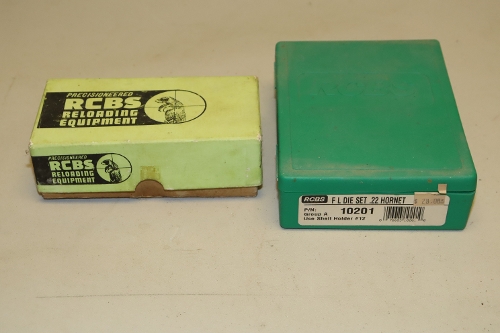 PRECISIONEERED
RCBS
RELOADING
EQUIPMENT
PRECISIONEERED
RCBS
RELOADING
EQUIPMENT
RCBS F L DIE SET .22 HORNET
P/N: 10201
Group A
Use Shell Holder #12